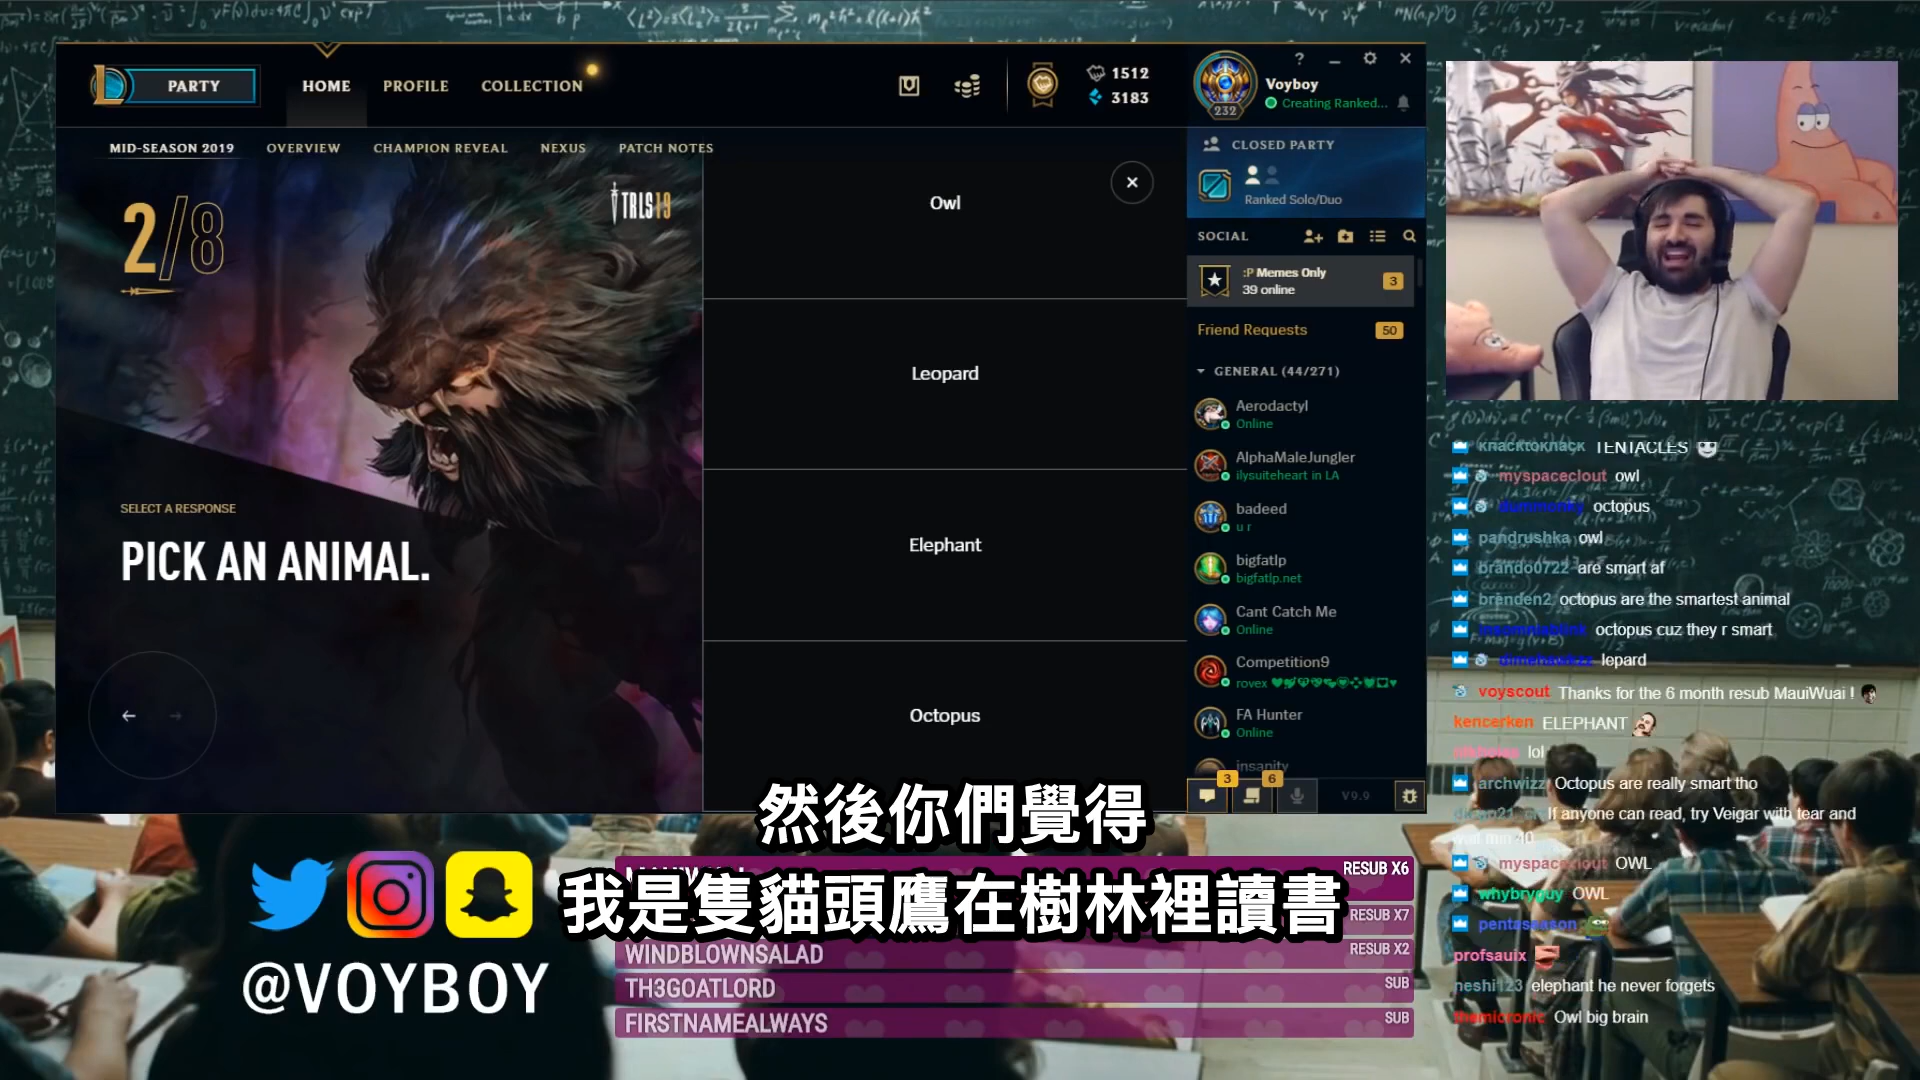 PARTY
HOME
PROFILE
COLLECTION
1512
3183
232
Voyboy
Creating Ranked...
MID-SEASON 2019
OVERVIEW
CHAMPION REVEAL
NEXUS
PATCH NOTES
2/8
TRLS19
SELECT A RESPONSE
PICK AN ANIMAL.
Owl
Leopard
Elephant
Octopus
CLOSED PARTY
Ranked Solo/Duo
SOCIAL
:P Memes Only
39 online
3
Friend Requests
50
GENERAL (44/271)
Aerodactyl
Online
AlphaMaleJungler
ilysuiteheart in LA
badeed
u r
bigfatlp
bigfatlp.net
Cant Catch Me
Online
Competition9
rovex
FA Hunter
Online
insanity
3
6
V9.9
knacktoknack TENTACLES
myspaceclout owl
octopus
pandrushka owl
brando0722 are smart af
brenden2 octopus are the smartest animal
octopus cuz they r smart
dimehawkzz lepard
voyscout Thanks for the 6 month resub MauiWuai !
kencerken ELEPHANT
lol
archwizz Octopus are really smart tho
If anyone can read, try Veigar with tear and
myspaceclout OWL
whybryguy OWL
pentaseason
profsauix
neshi123 elephant he never forgets
Owl big brain
然後你們覺得
我是隻貓頭鷹在樹林裡讀書
RESUB X6
RESUB X7
WINDBLOWNSALAD
RESUB X2
TH3GOATLORD
SUB
FIRSTNAMEALWAYS
SUB
@VOYBOY